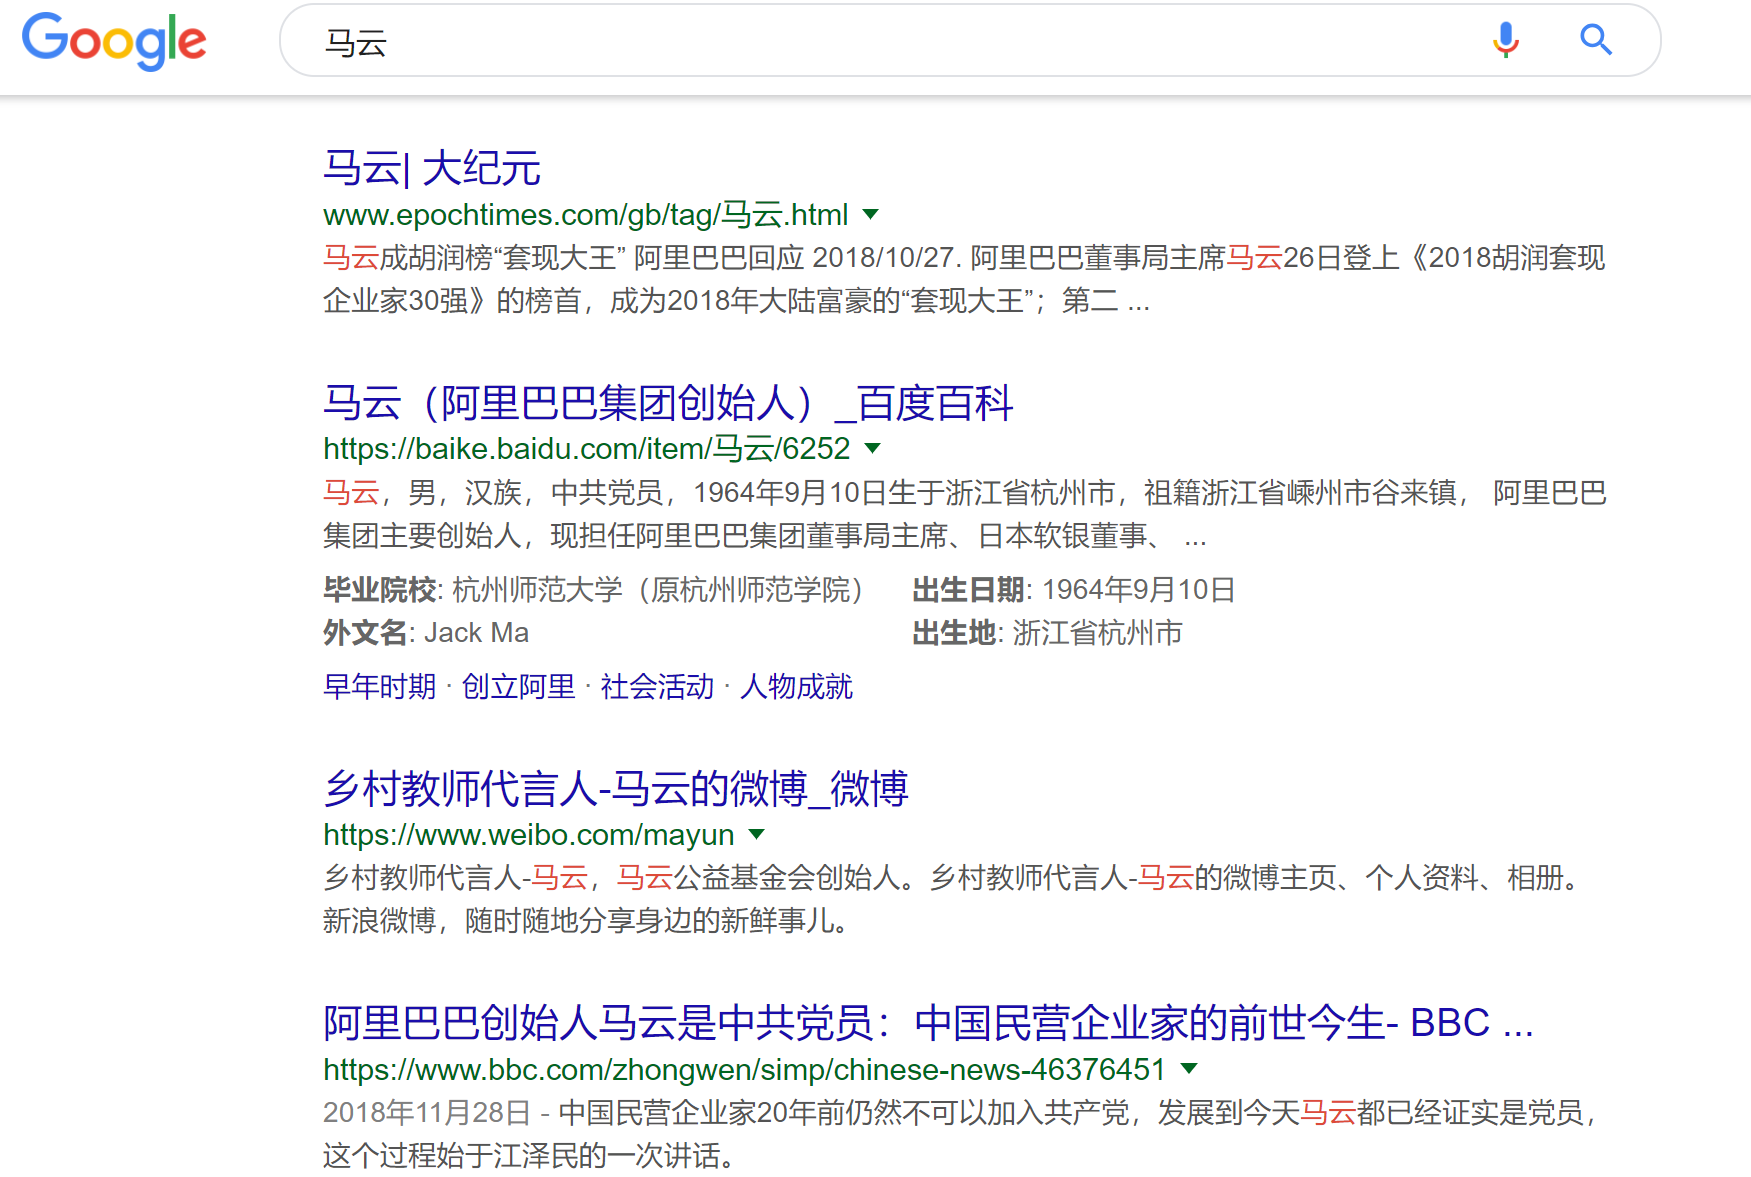 Google
马云
马云| 大纪元
www.epochtimes.com/gb/tag/马云.html
马云成胡润榜“套现大王” 阿里巴巴回应 2018/10/27. 阿里巴巴董事局主席马云26日登上《2018胡润套现
企业家30强》的榜首，成为2018年大陆富豪的“套现大王”；第二 ...
马云（阿里巴巴集团创始人）_百度百科
https://baike.baidu.com/item/马云/6252
马云，男，汉族，中共党员，1964年9月10日生于浙江省杭州市，祖籍浙江省嵊州市谷来镇， 阿里巴巴
集团主要创始人，现担任阿里巴巴集团董事局主席、日本软银董事、 ...
毕业院校: 杭州师范大学（原杭州师范学院） 出生日期: 1964年9月10日
外文名: Jack Ma 出生地: 浙江省杭州市
早年时期 · 创立阿里 · 社会活动 · 人物成就
乡村教师代言人-马云的微博_微博
https://www.weibo.com/mayun
乡村教师代言人-马云，马云公益基金会创始人。乡村教师代言人-马云的微博主页、个人资料、相册。
新浪微博，随时随地分享身边的新鲜事儿。
阿里巴巴创始人马云是中共党员：中国民营企业家的前世今生- BBC ...
https://www.bbc.com/zhongwen/simp/chinese-news-46376451
2018年11月28日 - 中国民营企业家20年前仍然不可以加入共产党，发展到今天马云都已经证实是党员，
这个过程始于江泽民的一次讲话。